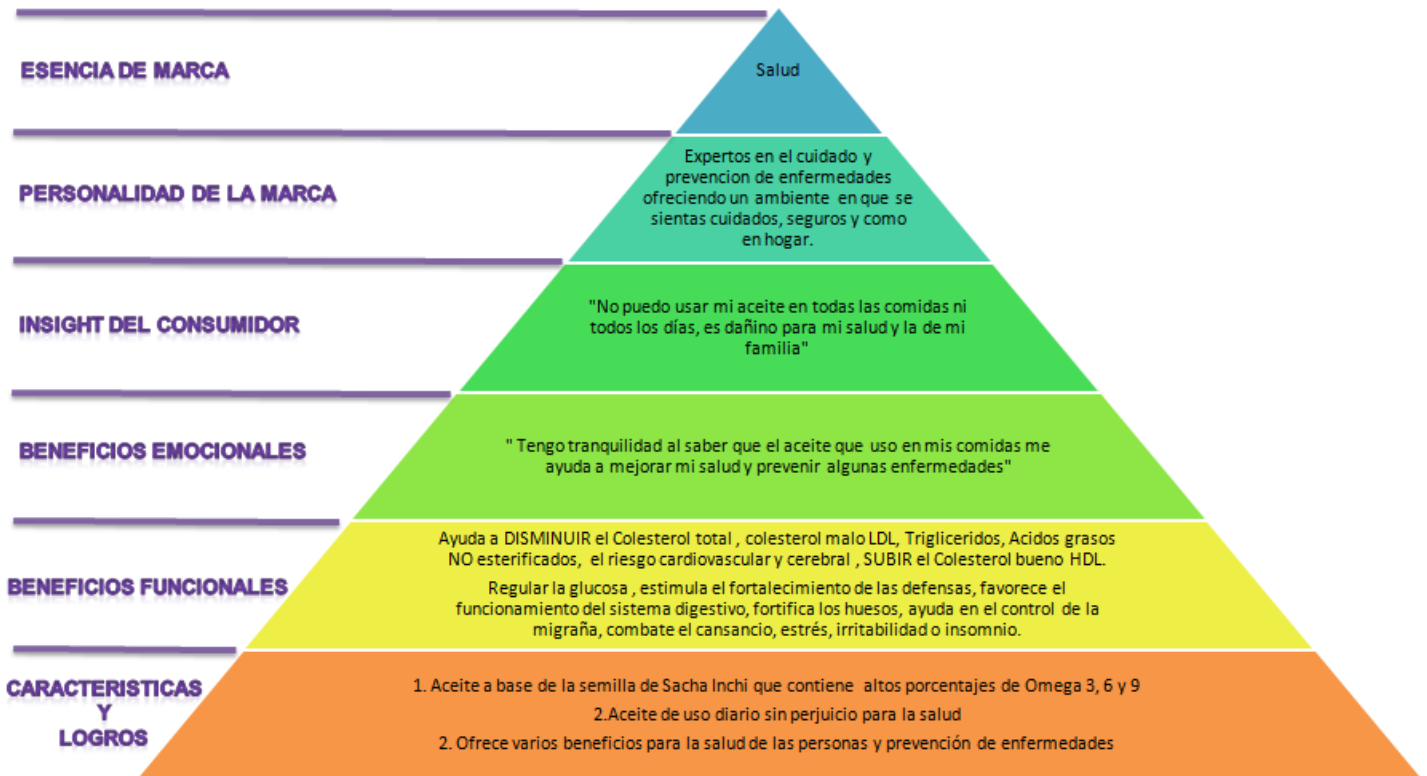 ESENCIA DE MARCA
Salud
PERSONALIDAD DE LA MARCA
Expertos en el cuidado y
prevencion de enfermedades
ofreciendo un ambiente en que se
sientas cuidados, seguros y como
en hogar.
INSIGHT DEL CONSUMIDOR
"No puedo usar mi aceite en todas las comidas ni
todos los días, es dañino para mi salud y la de mi
familia"
BENEFICIOS EMOCIONALES
" Tengo tranquilidad al saber que el aceite que uso en mis comidas me
ayuda a mejorar mi salud y prevenir algunas enfermedades"
BENEFICIOS FUNCIONALES
Ayuda a DISMINUIR el Colesterol total , colesterol malo LDL, Trigliceridos, Acidos grasos
NO esterificados, el riesgo cardiovascular y cerebral , SUBIR el Colesterol bueno HDL.
Regular la glucosa , estimula el fortalecimiento de las defensas, favorece el
funcionamiento del sistema digestivo, fortifica los huesos, ayuda en el control de la
migraña, combate el cansancio, estrés, irritabilidad o insomnio.
CARACTERISTICAS
Y
LOGROS
1. Aceite a base de la semilla de Sacha Inchi que contiene altos porcentajes de Omega 3, 6 y 9
2.Aceite de uso diario sin perjuicio para la salud
2. Ofrece varios beneficios para la salud de las personas y prevención de enfermedades